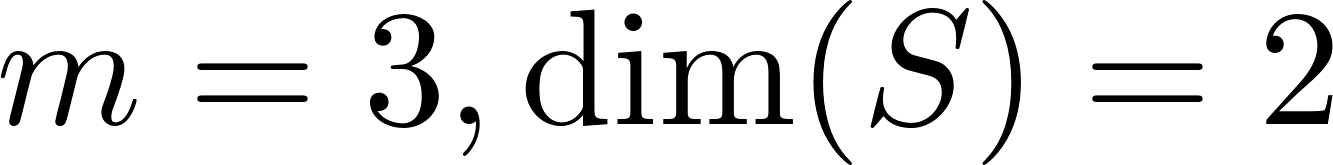 m = 3, dim(S) = 2